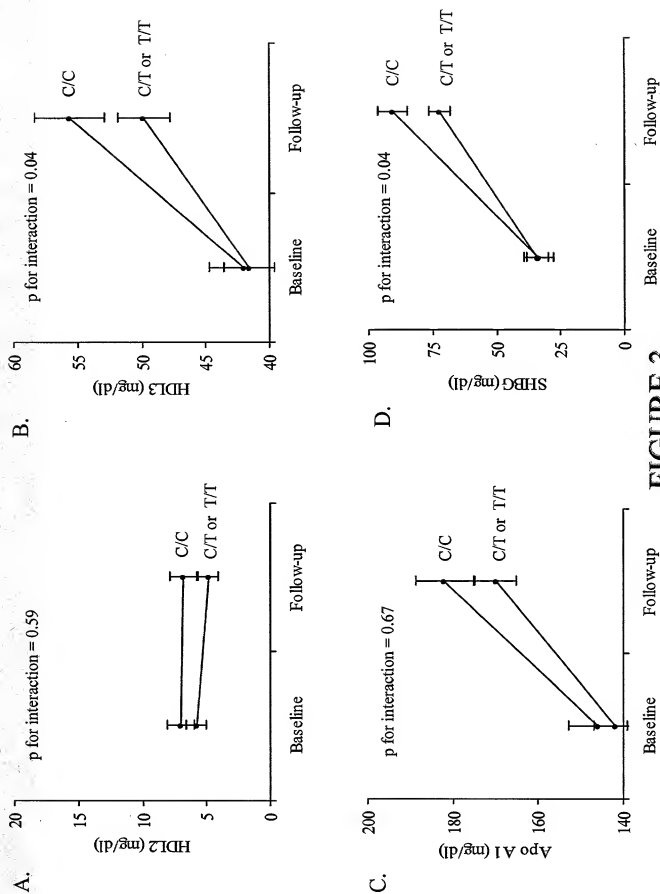 A.
20
15
10
5
0
HDL2 (mg/dl)
p for interaction = 0.59
C/C
C/T or T/T
Baseline
Follow-up
B.
60
55
50
45
40
HDL3 (mg/dl)
p for interaction = 0.04
C/C
C/T or T/T
Baseline
Follow-up
C.
200
180
160
140
Apo A1 (mg/dl)
p for interaction = 0.67
C/C
C/T or T/T
Baseline
Follow-up
D.
100
75
50
25
0
SHBG (mg/dl)
p for interaction = 0.04
C/C
C/T or T/T
Baseline
Follow-up